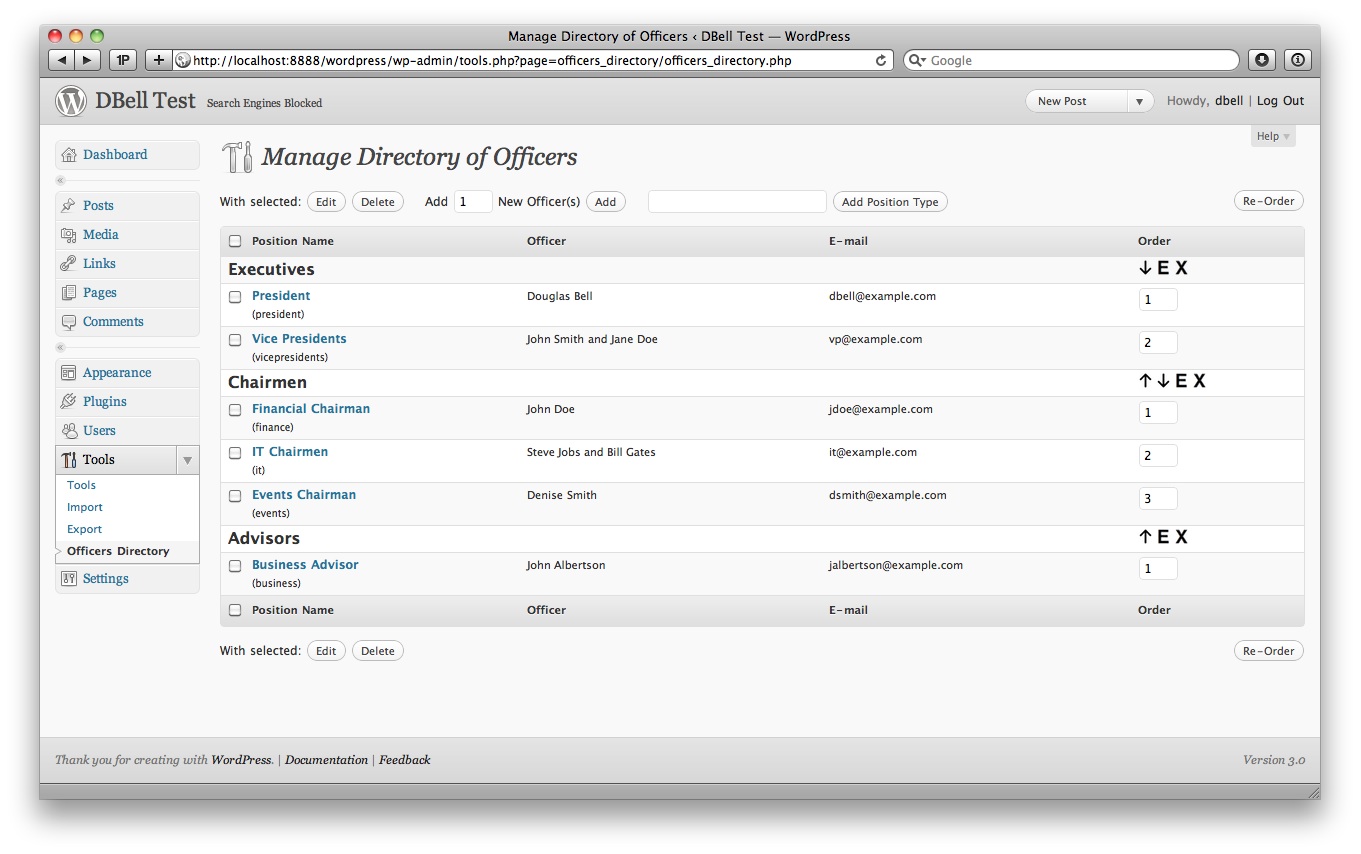 Manage Directory of Officers ‹ DBell Test — WordPress
1P + http://localhost:8888/wordpress/wp-admin/tools.php?page=officers_directory/officers_directory.php Google
DBell Test Search Engines Blocked New Post Howdy, dbell | Log Out
Help
Dashboard
Posts
Media
Links
Pages
Comments
Appearance
Plugins
Users
Tools
Tools
Import
Export
Officers Directory
Settings
Manage Directory of Officers
With selected: Edit Delete Add 1 New Officer(s) Add Add Position Type Re-Order
Position Name Officer E-mail Order
Executives ↓ E X
President Douglas Bell dbell@example.com 1
(president)
Vice Presidents John Smith and Jane Doe vp@example.com 2
(vicepresidents)
Chairmen ↑ ↓ E X
Financial Chairman John Doe jdoe@example.com 1
(finance)
IT Chairmen Steve Jobs and Bill Gates it@example.com 2
(it)
Events Chairman Denise Smith dsmith@example.com 3
(events)
Advisors ↑ E X
Business Advisor John Albertson jalbertson@example.com 1
(business)
Position Name Officer E-mail Order
With selected: Edit Delete Re-Order
Thank you for creating with WordPress. | Documentation | Feedback Version 3.0